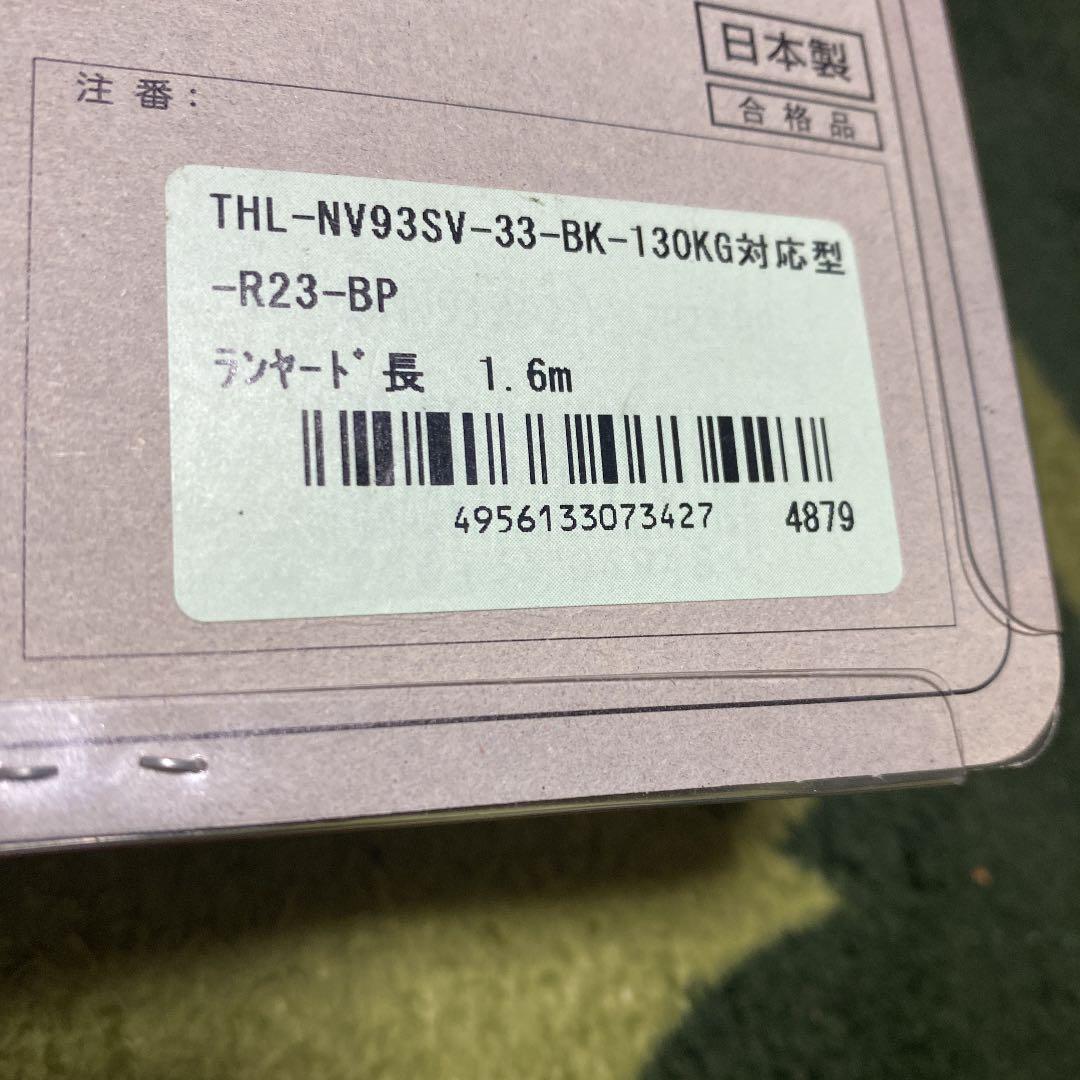 日本製
合格品
注番:
THL-NV93SV-33-BK-130KG対応型
-R23-BP
ランヤード長 1.6m
4956133073427 4879